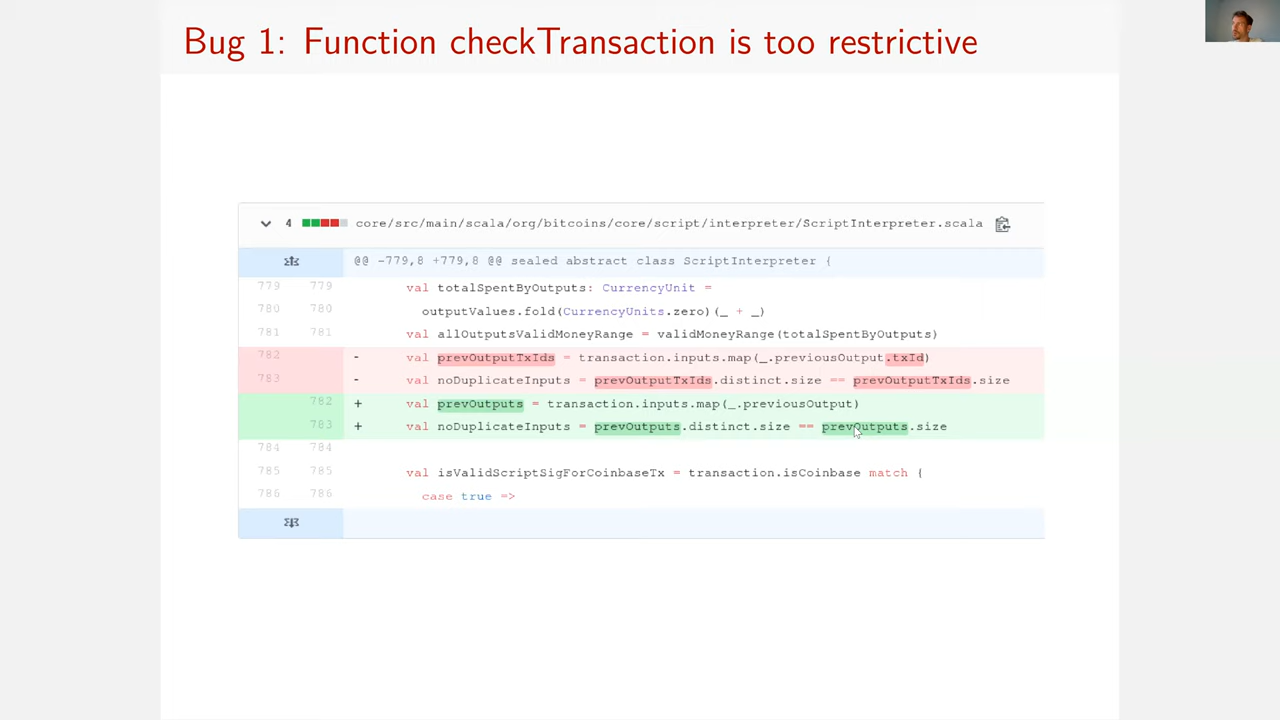 Bug 1: Function checkTransaction is too restrictive
4 core/src/main/scala/org/bitcoins/core/script/interpreter/ScriptInterpreter.scala
@@ -779,8 +779,8 @@ sealed abstract class ScriptInterpreter {
779 779 val totalSpentByOutputs: CurrencyUnit =
780 780 outputValues.fold(CurrencyUnits.zero)(_ + _)
781 781 val allOutputsValidMoneyRange = validMoneyRange(totalSpentByOutputs)
782 - val prevOutputTxIds = transaction.inputs.map(_.previousOutput.txId)
783 - val noDuplicateInputs = prevOutputTxIds.distinct.size == prevOutputTxIds.size
782 + val prevOutputs = transaction.inputs.map(_.previousOutput)
783 + val noDuplicateInputs = prevOutputs.distinct.size == prevOutputs.size
784 784
785 785 val isValidScriptSigForCoinbaseTx = transaction.isCoinbase match {
786 786 case true =>